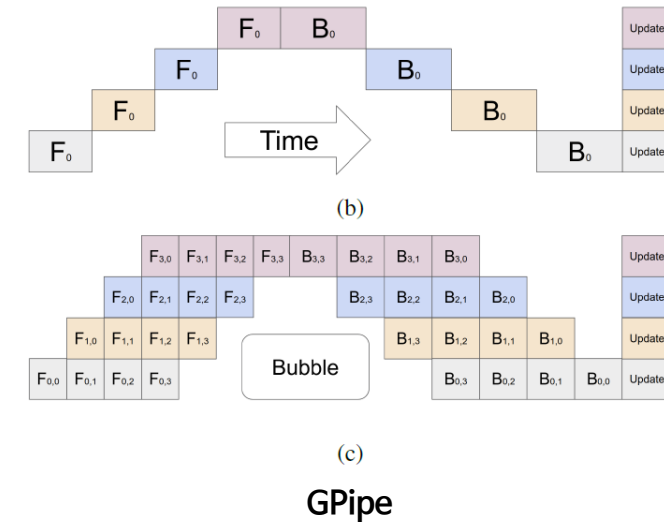 F₀ B₀ Update
F₀ B₀ Update
F₀ B₀ Update
Time
F₀ B₀ Update
(b)
F₃,₀ F₃,₁ F₃,₂ F₃,₃ B₃,₃ B₃,₂ B₃,₁ B₃,₀ Update
F₂,₀ F₂,₁ F₂,₂ F₂,₃ B₂,₃ B₂,₂ B₂,₁ B₂,₀ Update
F₁,₀ F₁,₁ F₁,₂ F₁,₃ B₁,₃ B₁,₂ B₁,₁ B₁,₀ Update
Bubble
F₀,₀ F₀,₁ F₀,₂ F₀,₃ B₀,₃ B₀,₂ B₀,₁ B₀,₀ Update
(c)
GPipe